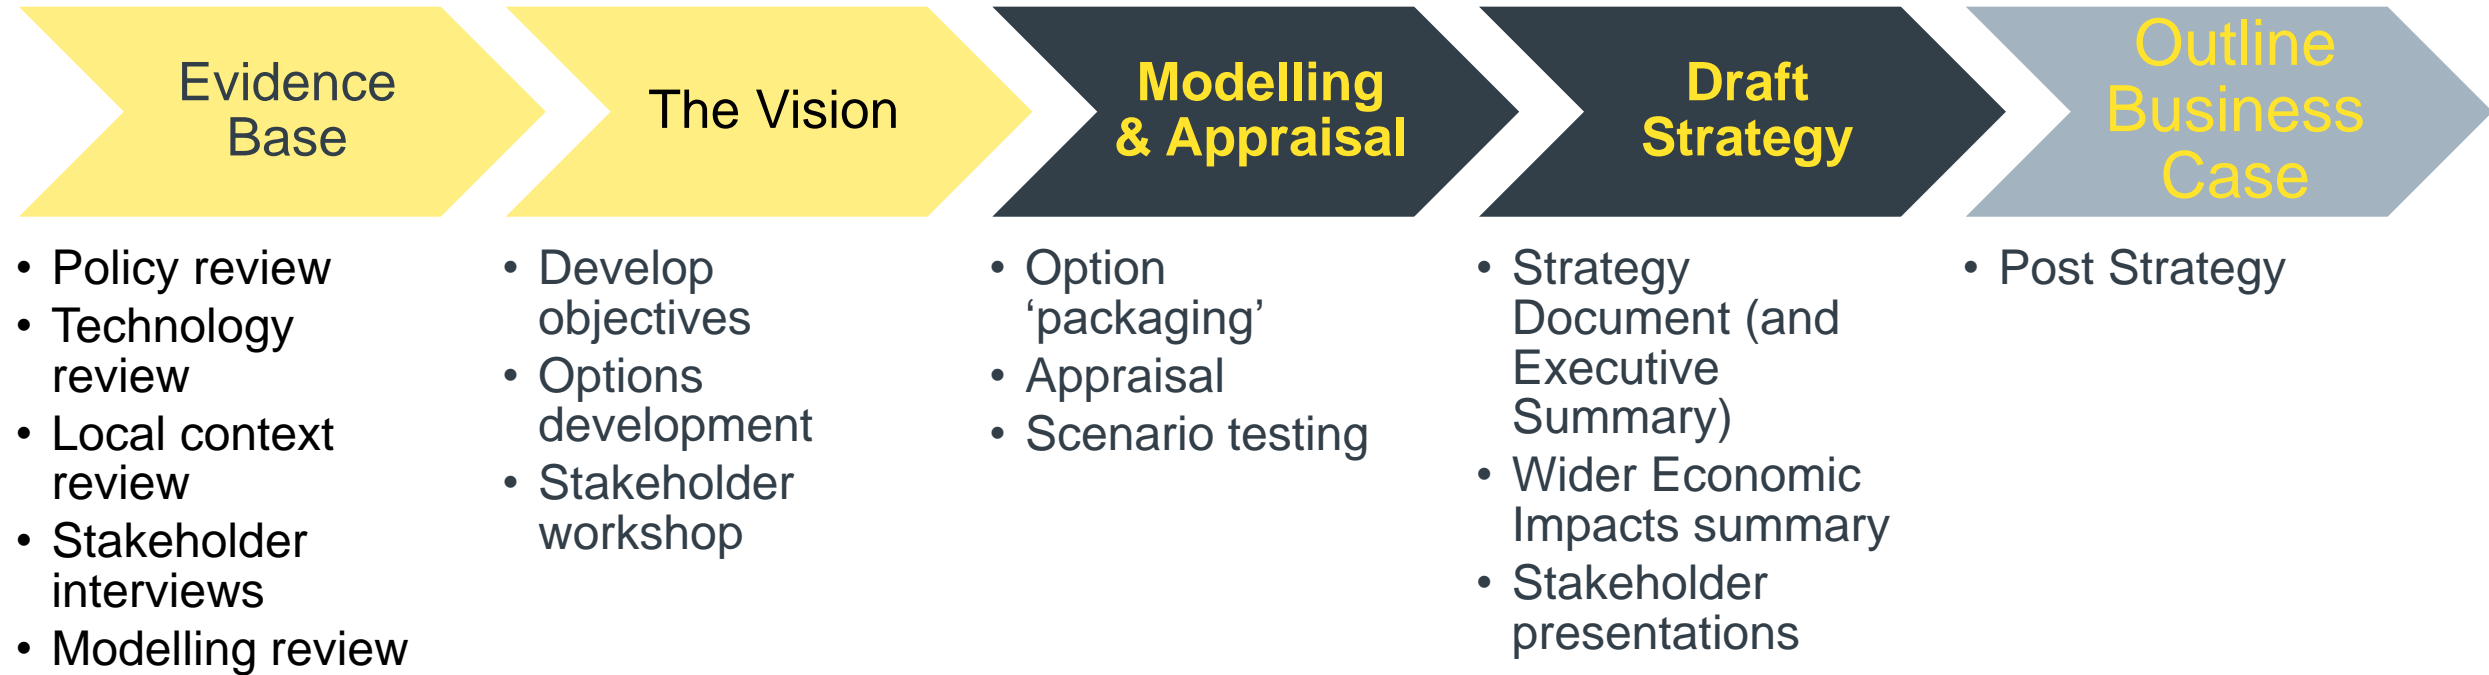 Evidence
Base
The Vision
Modelling
& Appraisal
Draft
Strategy
Outline
Business
Case
• Policy review
• Technology
review
• Local context
review
• Stakeholder
interviews
• Modelling review
• Develop
objectives
• Options
development
• Stakeholder
workshop
• Option
‘packaging’
• Appraisal
• Scenario testing
• Strategy
Document (and
Executive
Summary)
• Wider Economic
Impacts summary
• Stakeholder
presentations
• Post Strategy